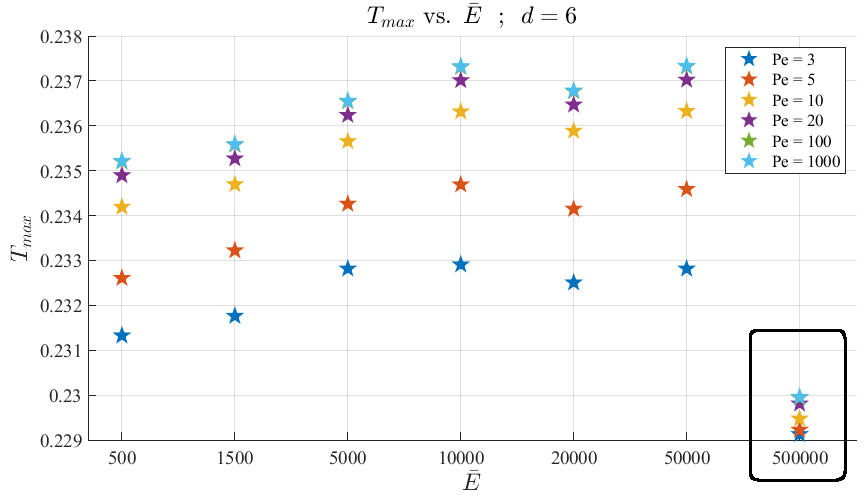 T_max vs. Ē ; d = 6
0.238
0.237
0.236
0.235
0.234
0.233
0.232
0.231
0.23
0.229
T_max
Pe = 3
Pe = 5
Pe = 10
Pe = 20
Pe = 100
Pe = 1000
500 1500 5000 10000 20000 50000 500000
Ē